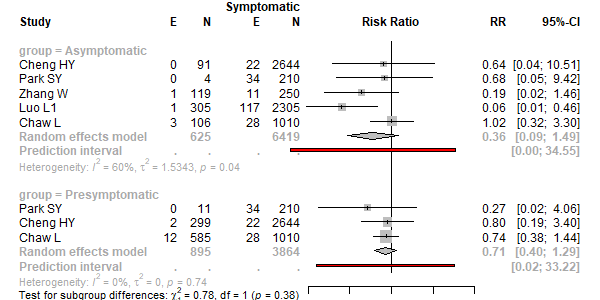 Symptomatic
Study E N E N Risk Ratio RR 95%-CI
group = Asymptomatic
Cheng HY 0 91 22 2644 0.64 [0.04; 10.51]
Park SY 0 4 34 210 0.68 [0.05; 9.42]
Zhang W 1 119 11 250 0.19 [0.02; 1.46]
Luo L1 1 305 117 2305 0.06 [0.01; 0.46]
Chaw L 3 106 28 1010 1.02 [0.32; 3.30]
Random effects model . 625 . 6419 0.36 [0.09; 1.49]
Prediction interval . . . . [0.00; 34.55]
Heterogeneity: I² = 60%, τ² = 1.5343, p = 0.04
group = Presymptomatic
Park SY 0 11 34 210 0.27 [0.02; 4.06]
Cheng HY 2 299 22 2644 0.80 [0.19; 3.40]
Chaw L 12 585 28 1010 0.74 [0.38; 1.44]
Random effects model . 895 . 3864 0.71 [0.40; 1.29]
Prediction interval . . . . [0.02; 33.22]
Heterogeneity: I² = 0%, τ² = 0, p = 0.74
Test for subgroup differences: = 0.78, df = 1 (p = 0.38)